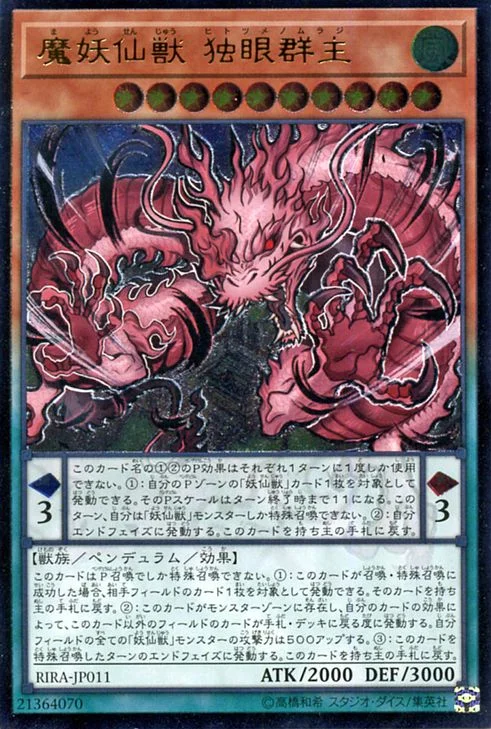 魔妖仙獣 独眼群主
このカード名の①②のP効果はそれぞれ1ターンに1度しか使用
できない。①:自分のPゾーンの「妖仙獣」カード1枚を対象として
発動できる。そのPスケールはターン終了時まで11になる。この
ターン、自分は「妖仙獣」モンスターしか特殊召喚できない。②:自分
エンドフェイズに発動する。このカードを持ち主の手札に戻す。
3
3
【獣族/ペンデュラム/効果】
このカードはP召喚でしか特殊召喚できない。①:このカードが召喚・特殊召喚に
成功した場合、相手フィールドのカード1枚を対象として発動できる。そのカードを持ち
主の手札に戻す。②:このカードがモンスターゾーンに存在し、自分のカードの効果に
よって、このカード以外のフィールドのカードが手札・デッキに戻る度に発動する。自分
フィールドの全ての「妖仙獣」モンスターの攻撃力は500アップする。③:このカードを
特殊召喚したターンのエンドフェイズに発動する。このカードを持ち主の手札に戻す。
RIRA-JP011
ATK/2000 DEF/3000
21364070
©高橋和希 スタジオ・ダイス/集英社